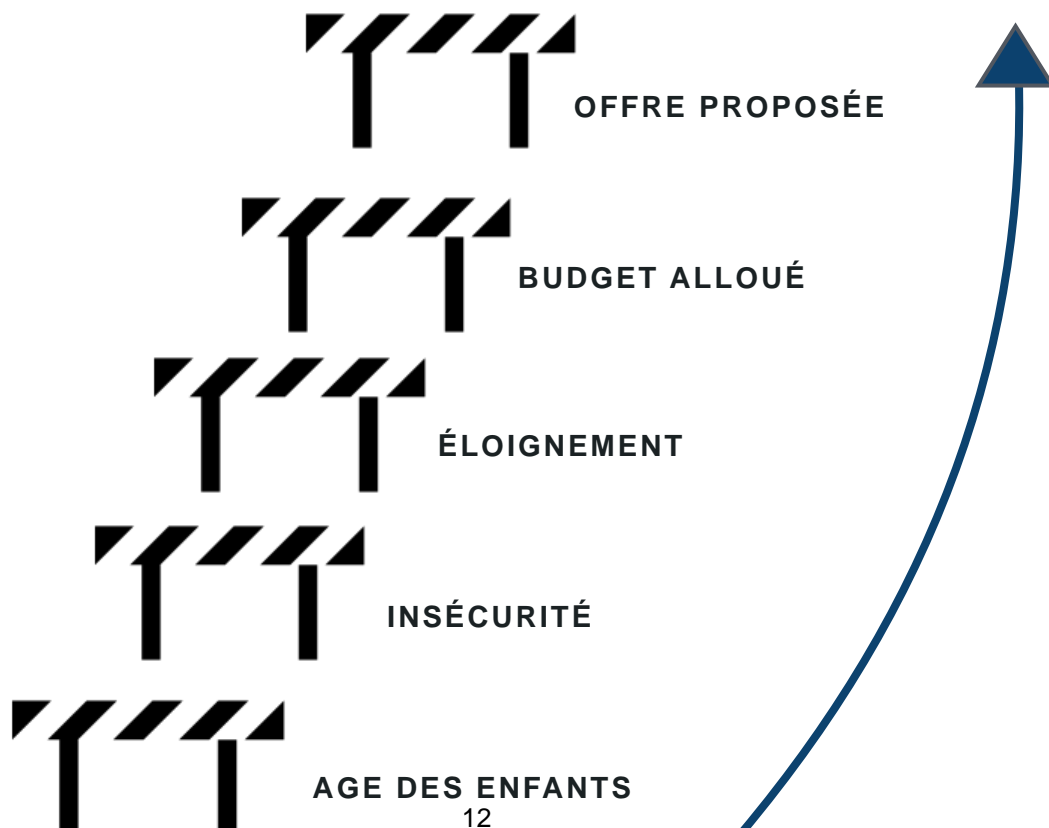 OFFRE PROPOSÉE
BUDGET ALLOUÉ
ÉLOIGNEMENT
INSÉCURITÉ
AGE DES ENFANTS
12